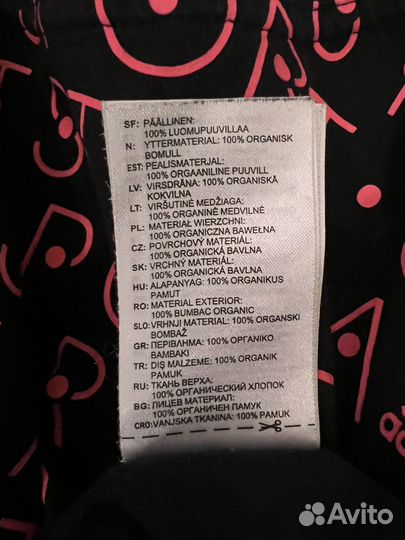 SF: PÄÄLLINEN:
100% LUOMUPUUVILLAA
N: YTTERMATERIAL: 100% ORGANISK
BOMULL
EST: PEALISMATERJAL:
100% ORGAANILINE PUUVILL
LV: VIRSDRĀNA: 100% ORGANISKĀ
KOKVILNA
LT: VIRŠUTINĖ MEDŽIAGA:
100% ORGANINĖ MEDVILNĖ
PL: MATERIAŁ WIERZCHNI:
100% ORGANICZNA BAWEŁNA
CZ: POVRCHOVÝ MATERIÁL:
100% ORGANICKÁ BAVLNA
SK: VRCHNÝ MATERIÁL:
100% ORGANICKÁ BAVLNA
HU: ALAPANYAG: 100% ORGANIKUS
PAMUT
RO: MATERIAL EXTERIOR:
100% BUMBAC ORGANIC
SLO: VRHNJI MATERIAL: 100% ORGANSKI
BOMBAŽ
GR: ΠΕΡΙΒΛΗΜΑ: 100% ΟΡΓΑΝΙΚΟ
ΒΑΜΒΑΚΙ
TR: DIŞ MALZEME: 100% ORGANIK
PAMUK
RU: ТКАНЬ ВЕРХА:
100% ОРГАНИЧЕСКИЙ ХЛОПОК
BG: ЛИЦЕВ МАТЕРИАЛ:
100% ОРГАНИЧЕН ПАМУК
CRO: VANJSKA TKANINA: 100% PAMUK
Avito